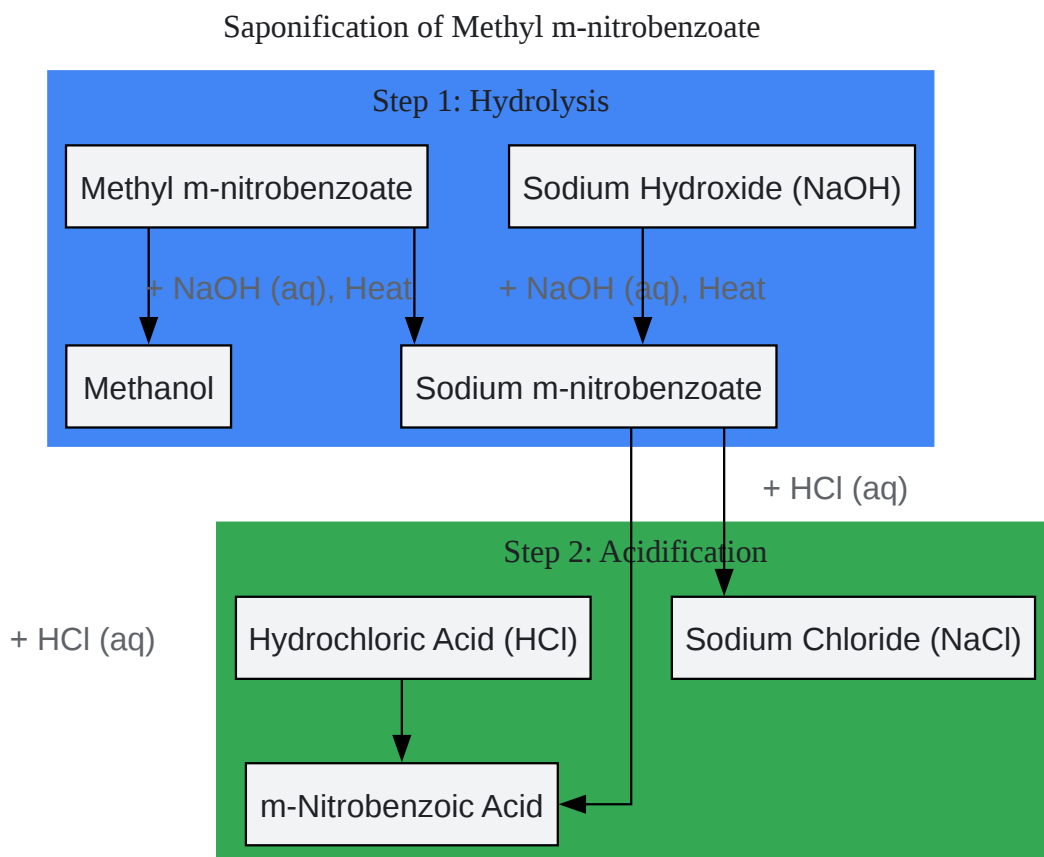 Saponification of Methyl m-nitrobenzoate
Step 1: Hydrolysis
Methyl m-nitrobenzoate
Sodium Hydroxide (NaOH)
+ NaOH (aq), Heat
+ NaOH (aq), Heat
Methanol
Sodium m-nitrobenzoate
+ HCl (aq)
Step 2: Acidification
+ HCl (aq)
Hydrochloric Acid (HCl)
Sodium Chloride (NaCl)
m-Nitrobenzoic Acid